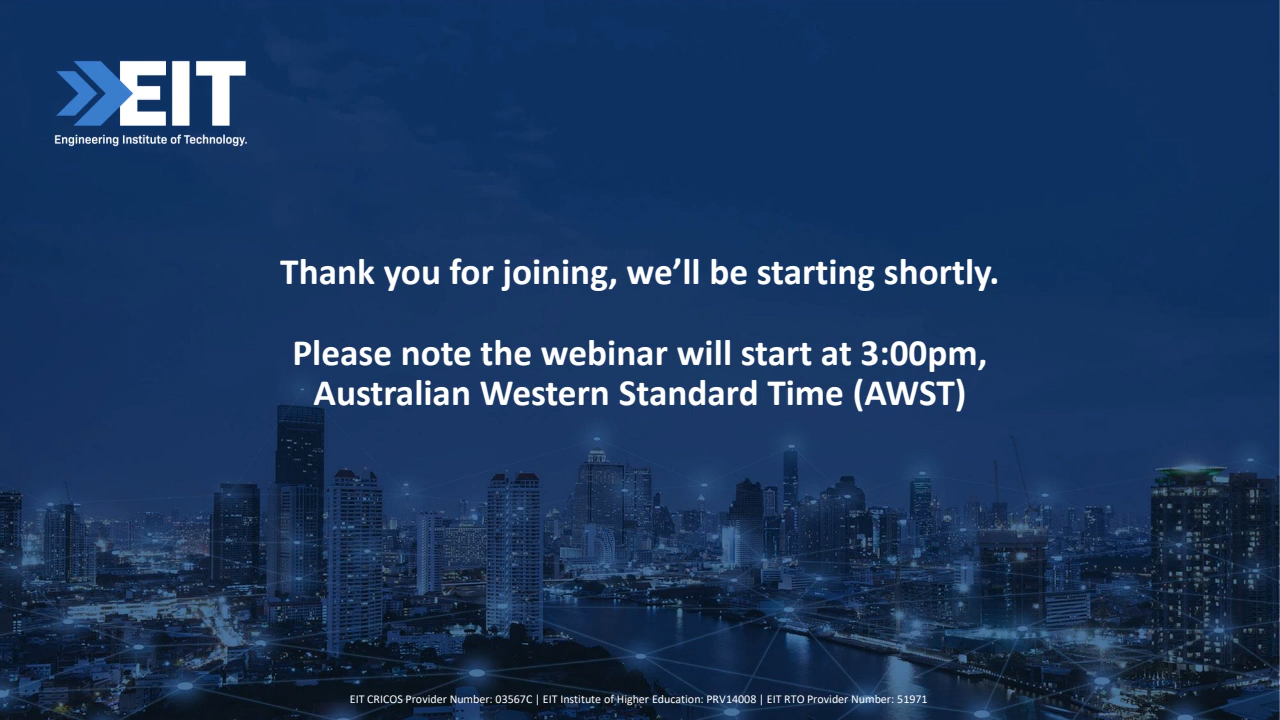 EIT
Engineering Institute of Technology.
Thank you for joining, we’ll be starting shortly.
Please note the webinar will start at 3:00pm,
Australian Western Standard Time (AWST)
EIT CRICOS Provider Number: 03567C | EIT Institute of Higher Education: PRV14008 | EIT RTO Provider Number: 51971